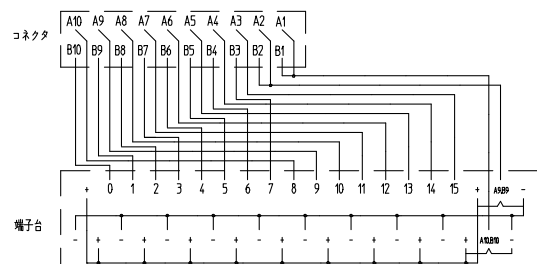 A10 A9 A8 A7 A6 A5 A4 A3 A2 A1
コネクタ
B10 B9 B8 B7 B6 B5 B4 B3 B2 B1
+ 0 1 2 3 4 5 6 7 8 9 10 11 12 13 14 15 + A9,B9 -
端子台
- + - + - + - + - + - + - + - + - + A10,B10 -